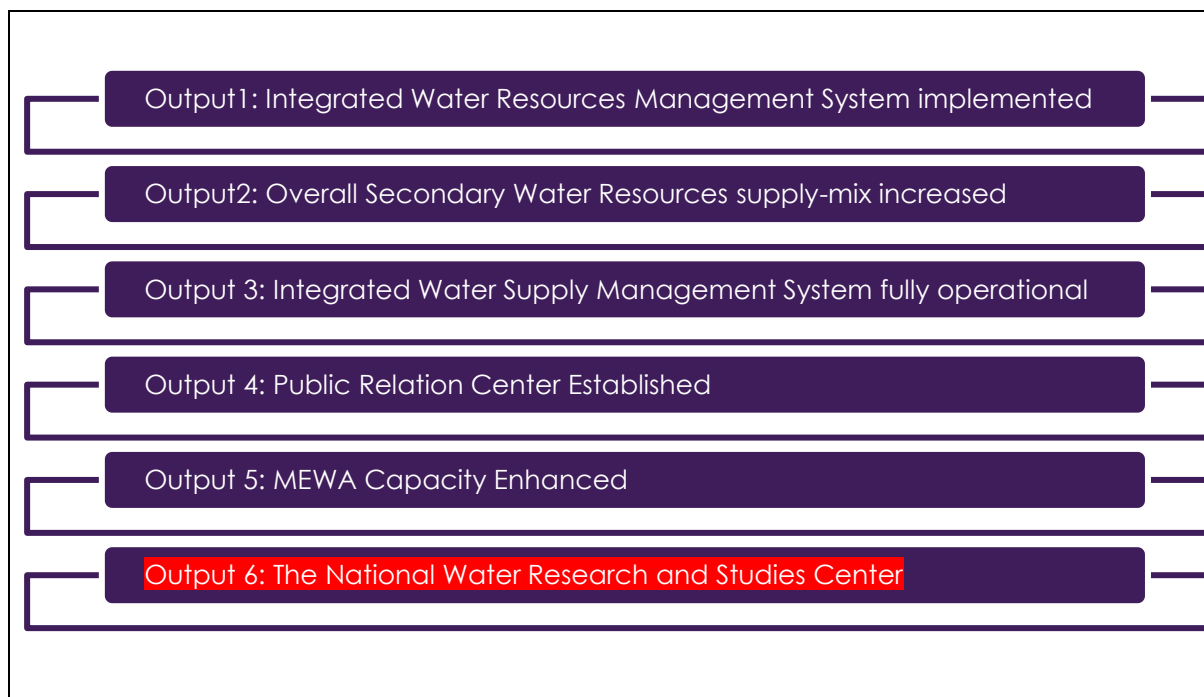 Output1: Integrated Water Resources Management System implemented
Output2: Overall Secondary Water Resources supply-mix increased
Output 3: Integrated Water Supply Management System fully operational
Output 4: Public Relation Center Established
Output 5: MEWA Capacity Enhanced
Output 6: The National Water Research and Studies Center